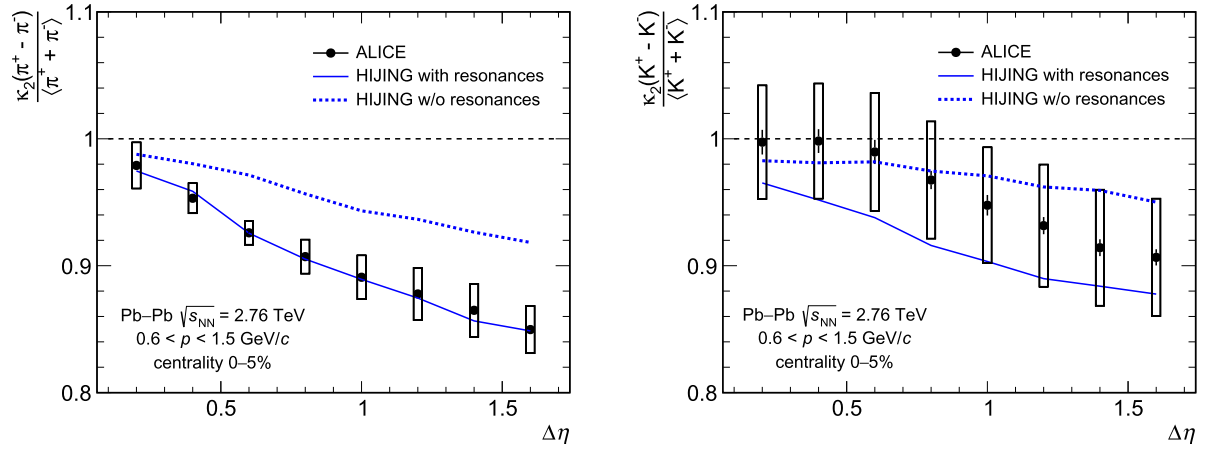 κ₂(π⁺ - π⁻)
⟨π⁺ + π⁻⟩
1.1
1
0.9
0.8
ALICE
HIJING with resonances
HIJING w/o resonances
Pb–Pb √sNN = 2.76 TeV
0.6 < p < 1.5 GeV/c
centrality 0–5%
0.5 1 1.5
Δη
κ₂(K⁺ - K⁻)
⟨K⁺ + K⁻⟩
1.1
1
0.9
0.8
ALICE
HIJING with resonances
HIJING w/o resonances
Pb–Pb √sNN = 2.76 TeV
0.6 < p < 1.5 GeV/c
centrality 0–5%
0.5 1 1.5
Δη